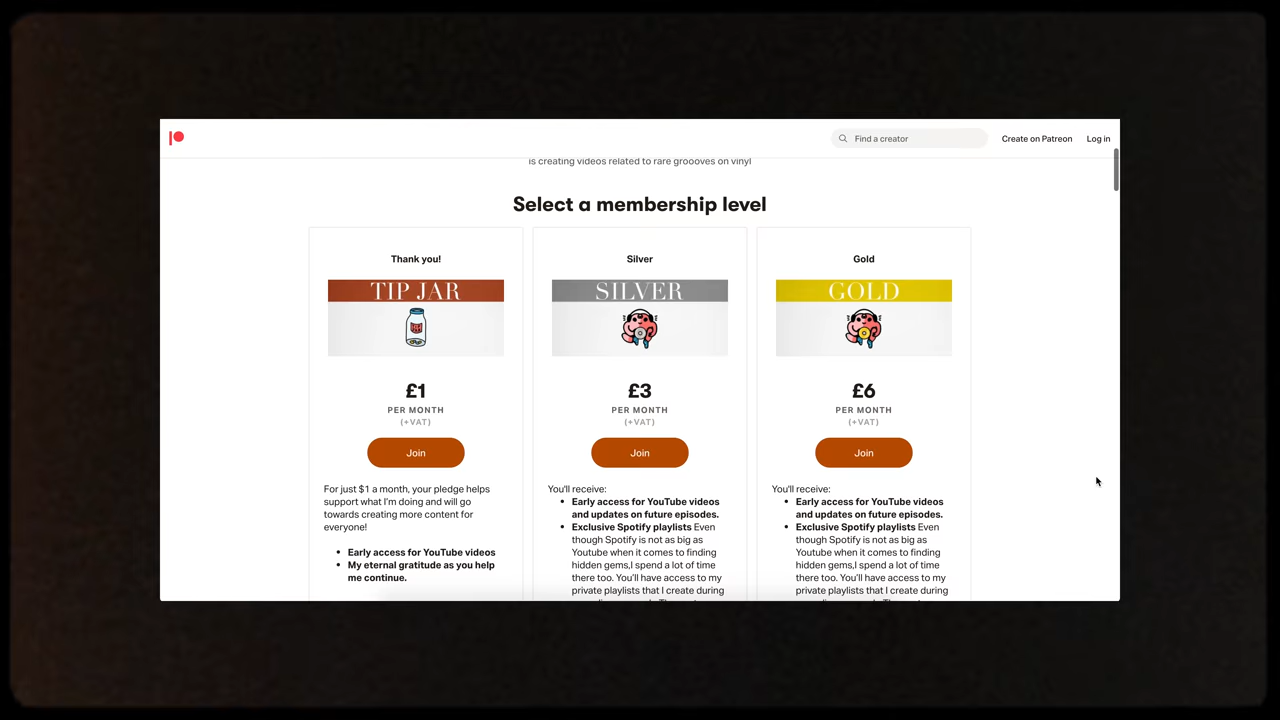 Find a creator
Create on Patreon
Log in
is creating videos related to rare groooves on vinyl
Select a membership level
Thank you!
TIP JAR
£1
PER MONTH
(+VAT)
Join
For just $1 a month, your pledge helps
support what I'm doing and will go
towards creating more content for
everyone!
Early access for YouTube videos
My eternal gratitude as you help
me continue.
Silver
SILVER
£3
PER MONTH
(+VAT)
Join
You'll receive:
Early access for YouTube videos
and updates on future episodes.
Exclusive Spotify playlists Even
though Spotify is not as big as
Youtube when it comes to finding
hidden gems,I spend a lot of time
there too. You'll have access to my
private playlists that I create during
Gold
GOLD
£6
PER MONTH
(+VAT)
Join
You'll receive:
Early access for YouTube videos
and updates on future episodes.
Exclusive Spotify playlists Even
though Spotify is not as big as
Youtube when it comes to finding
hidden gems,I spend a lot of time
there too. You'll have access to my
private playlists that I create during